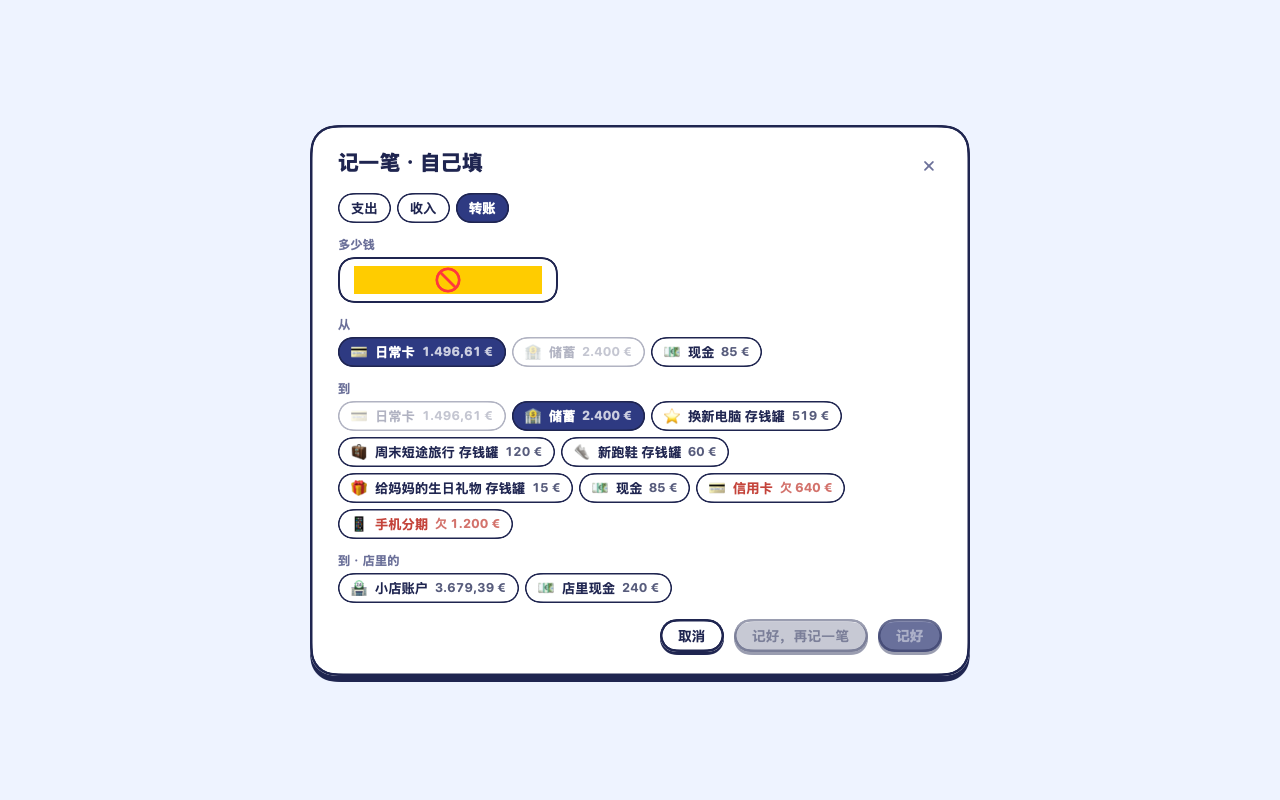 记一笔 · 自己填
支出 收入 转账
多少钱
从
日常卡 1.496,61 € 储蓄 2.400 € 现金 85 €
到
日常卡 1.496,61 € 储蓄 2.400 € 换新电脑 存钱罐 519 €
周末短途旅行 存钱罐 120 € 新跑鞋 存钱罐 60 €
给妈妈的生日礼物 存钱罐 15 € 现金 85 € 信用卡 欠 640 €
手机分期 欠 1.200 €
到 · 店里的
小店账户 3.679,39 € 店里现金 240 €
取消 记好，再记一笔 记好